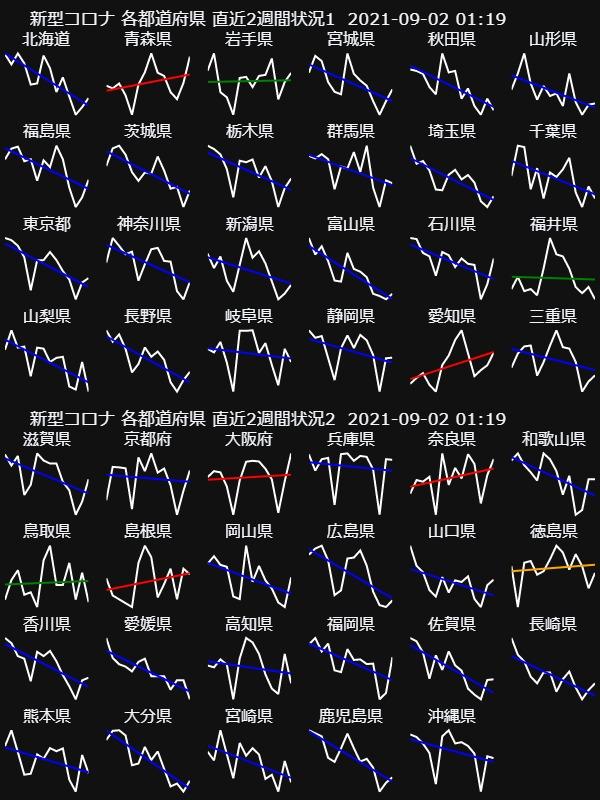 新型コロナ 各都道府県 直近2週間状況1 2021-09-02 01:19
北海道 青森県 岩手県 宮城県 秋田県 山形県
福島県 茨城県 栃木県 群馬県 埼玉県 千葉県
東京都 神奈川県 新潟県 富山県 石川県 福井県
山梨県 長野県 岐阜県 静岡県 愛知県 三重県
新型コロナ 各都道府県 直近2週間状況2 2021-09-02 01:19
滋賀県 京都府 大阪府 兵庫県 奈良県 和歌山県
鳥取県 島根県 岡山県 広島県 山口県 徳島県
香川県 愛媛県 高知県 福岡県 佐賀県 長崎県
熊本県 大分県 宮崎県 鹿児島県 沖縄県